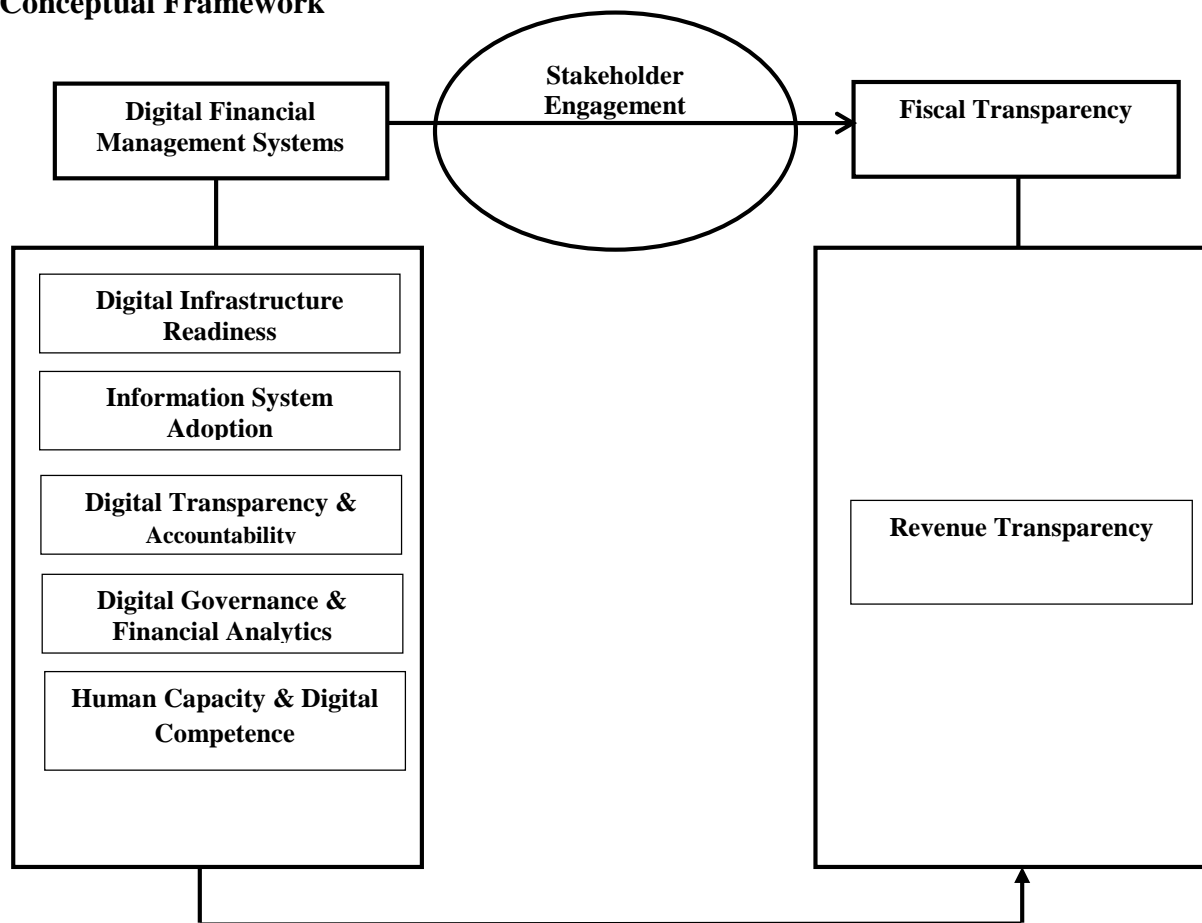 Conceptual Framework
Digital Financial
Management Systems
Stakeholder
Engagement
Fiscal Transparency
Digital Infrastructure
Readiness
Information System
Adoption
Digital Transparency &
Accountability
Digital Governance &
Financial Analytics
Human Capacity & Digital
Competence
Revenue Transparency